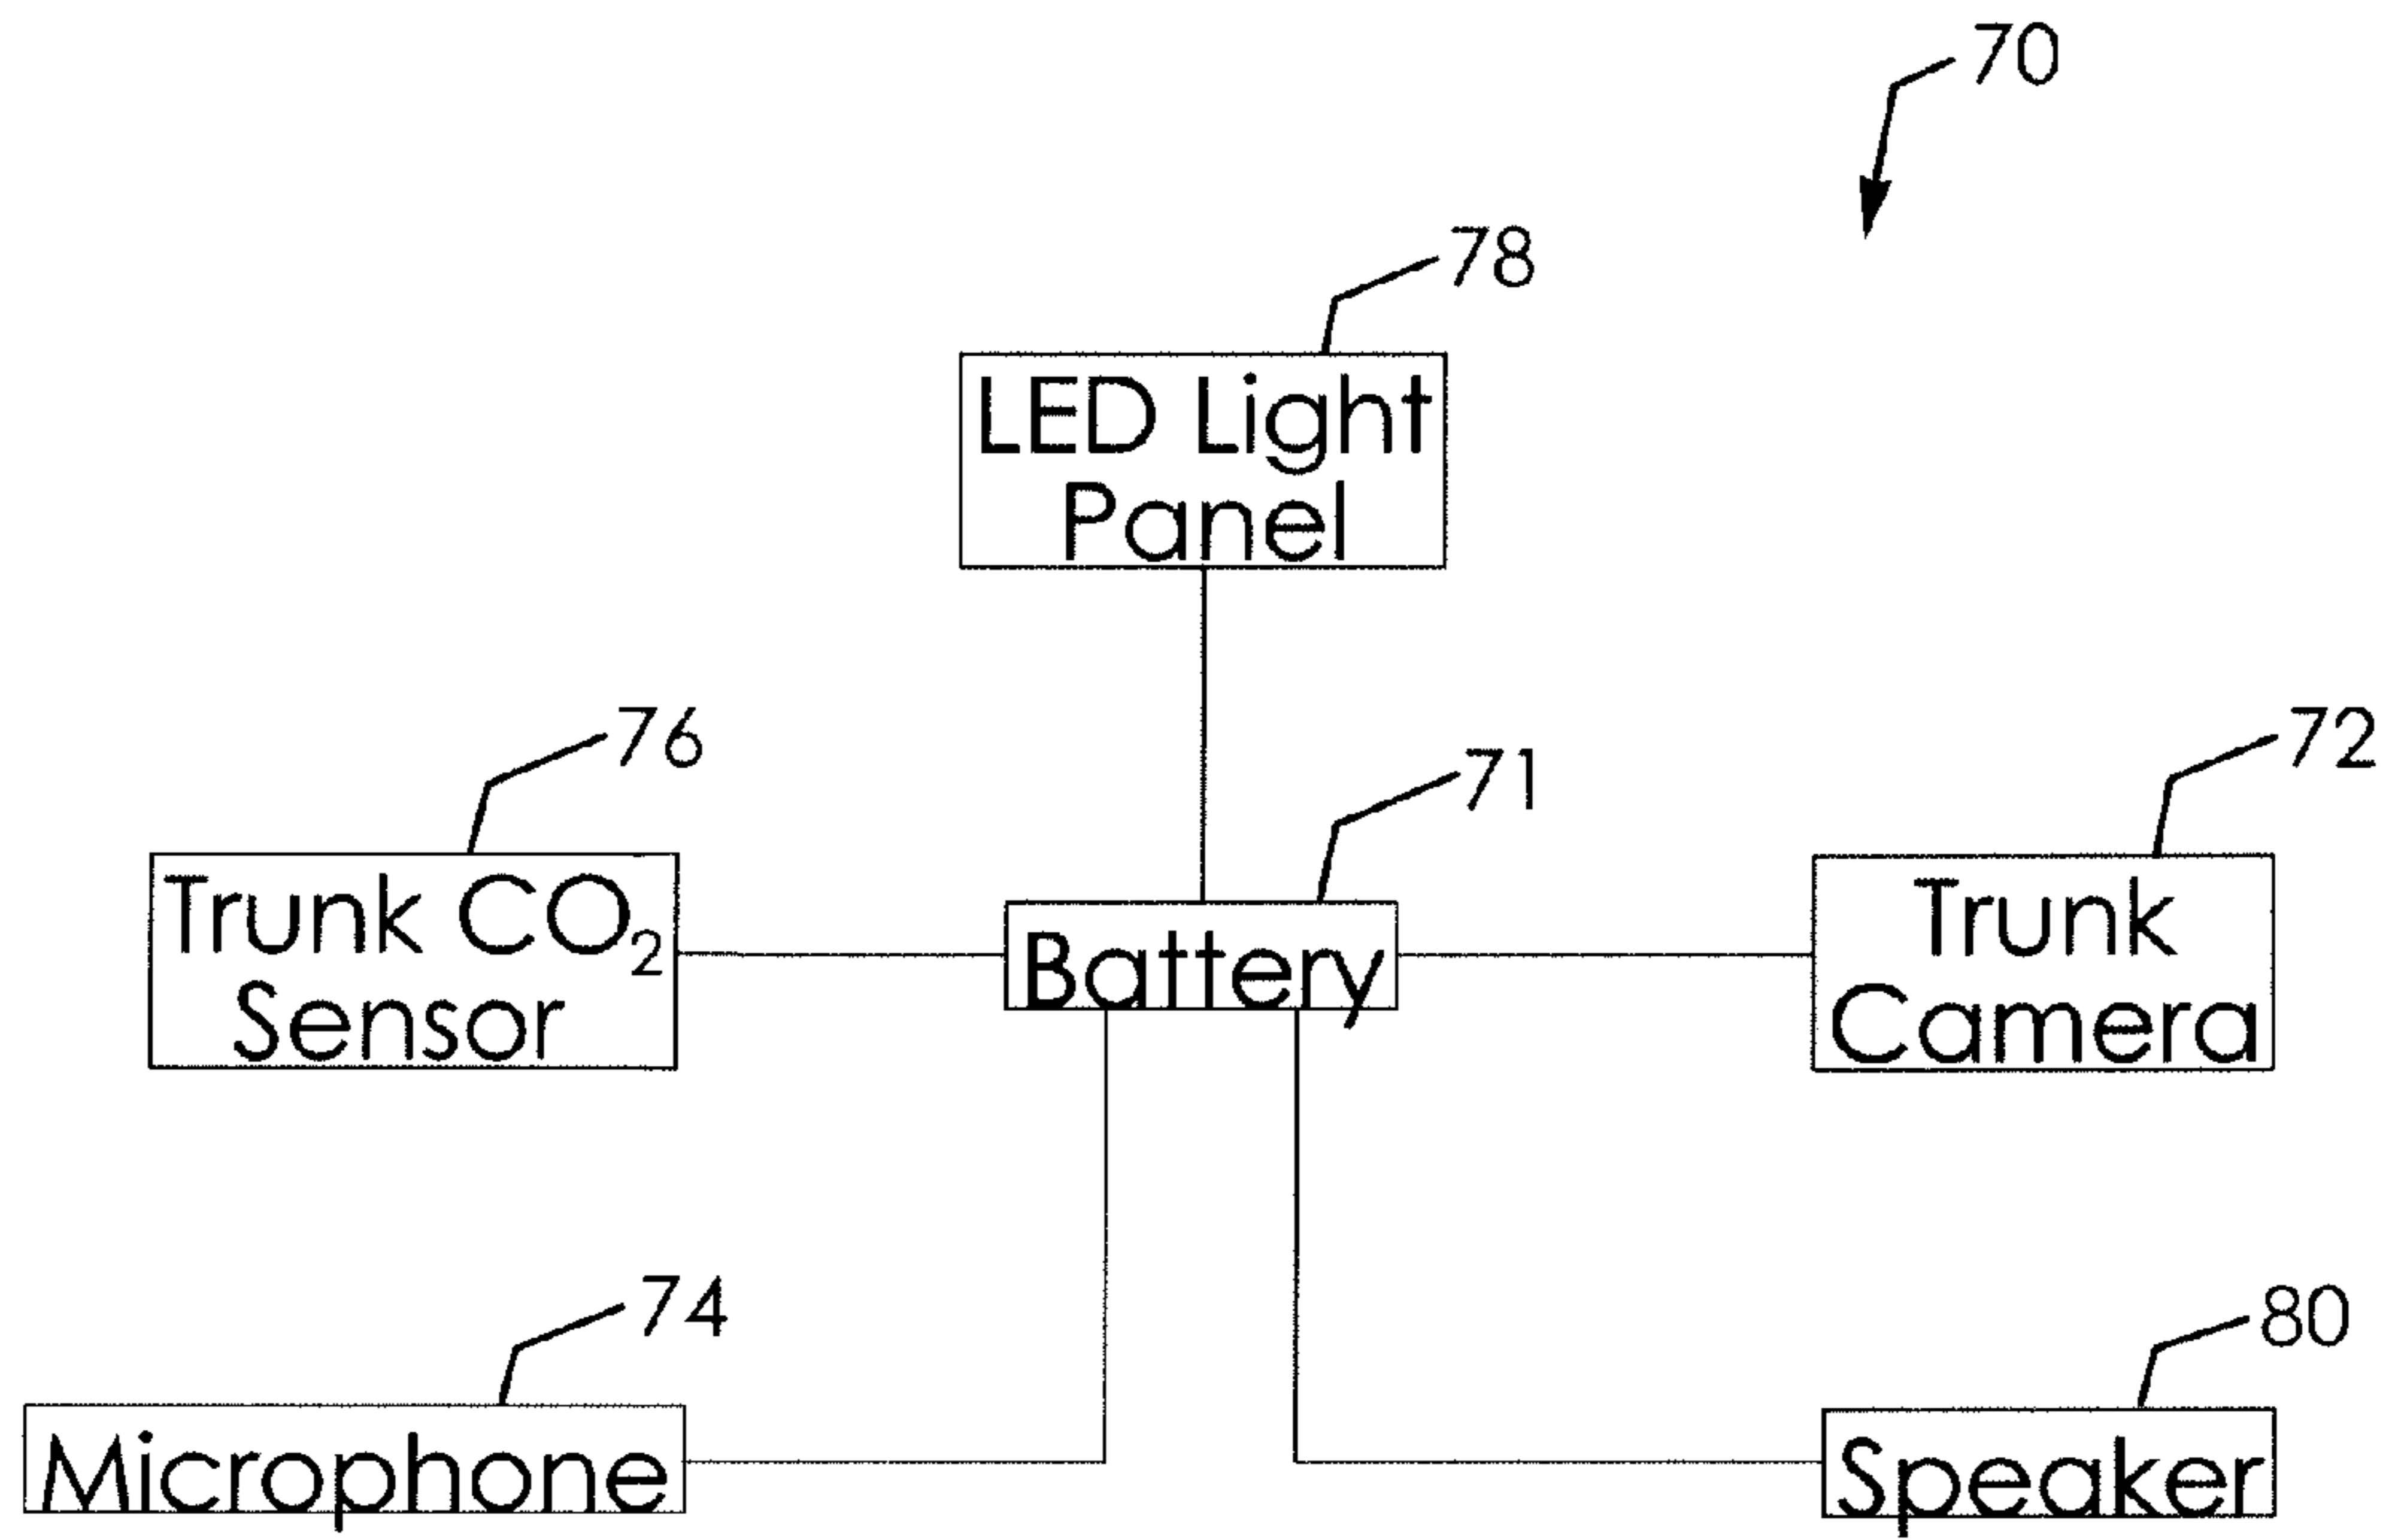 70
78
LED Light
Panel
76
71
72
Trunk CO₂
Sensor
Battery
Trunk
Camera
74
80
Microphone
Speaker